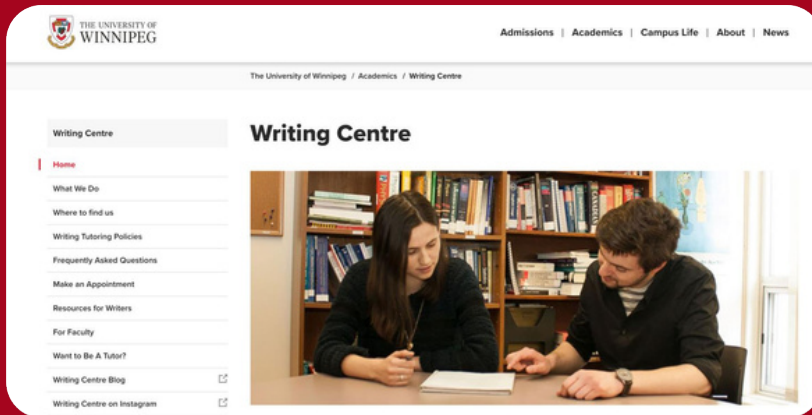 THE UNIVERSITY OF
WINNIPEG
Admissions | Academics | Campus Life | About | News
The University of Winnipeg / Academics / Writing Centre
Writing Centre
Home
What We Do
Where to find us
Writing Tutoring Policies
Frequently Asked Questions
Make an Appointment
Resources for Writers
For Faculty
Want to Be A Tutor?
Writing Centre Blog
Writing Centre on Instagram
Writing Centre